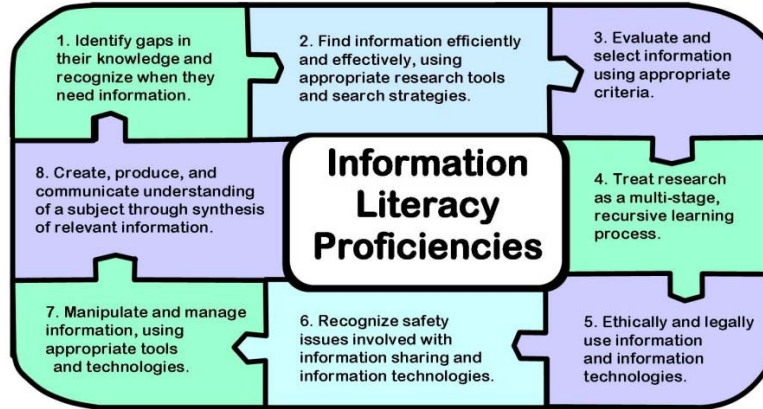 1. Identify gaps in
their knowledge and
recognize when they
need information.
2. Find information efficiently
and effectively, using
appropriate research tools
and search strategies.
3. Evaluate and
select information
using appropriate
criteria.
4. Treat research
as a multi-stage,
recursive learning
process.
5. Ethically and legally
use information
and information
technologies.
6. Recognize safety
issues involved with
information sharing and
information technologies.
7. Manipulate and manage
information, using
appropriate tools
and technologies.
8. Create, produce, and
communicate understanding
of a subject through synthesis
of relevant information.
Information
Literacy
Proficiencies